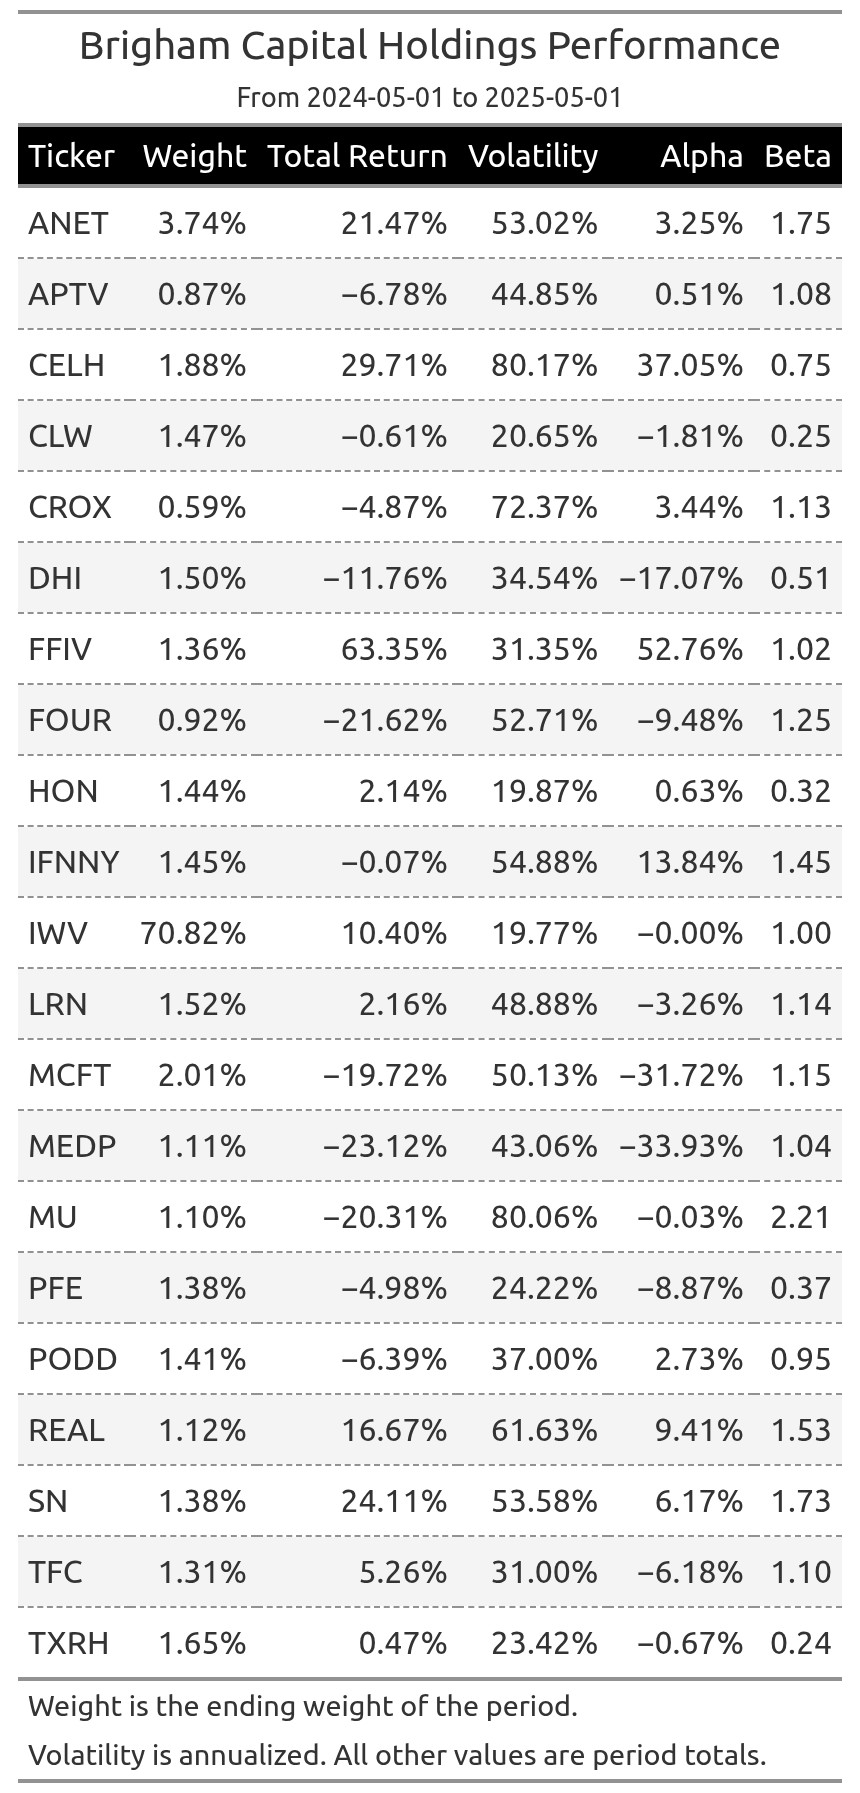 Brigham Capital Holdings Performance
From 2024-05-01 to 2025-05-01
Ticker Weight Total Return Volatility Alpha Beta
ANET 3.74% 21.47% 53.02% 3.25% 1.75
APTV 0.87% −6.78% 44.85% 0.51% 1.08
CELH 1.88% 29.71% 80.17% 37.05% 0.75
CLW 1.47% −0.61% 20.65% −1.81% 0.25
CROX 0.59% −4.87% 72.37% 3.44% 1.13
DHI 1.50% −11.76% 34.54% −17.07% 0.51
FFIV 1.36% 63.35% 31.35% 52.76% 1.02
FOUR 0.92% −21.62% 52.71% −9.48% 1.25
HON 1.44% 2.14% 19.87% 0.63% 0.32
IFNNY 1.45% −0.07% 54.88% 13.84% 1.45
IWV 70.82% 10.40% 19.77% −0.00% 1.00
LRN 1.52% 2.16% 48.88% −3.26% 1.14
MCFT 2.01% −19.72% 50.13% −31.72% 1.15
MEDP 1.11% −23.12% 43.06% −33.93% 1.04
MU 1.10% −20.31% 80.06% −0.03% 2.21
PFE 1.38% −4.98% 24.22% −8.87% 0.37
PODD 1.41% −6.39% 37.00% 2.73% 0.95
REAL 1.12% 16.67% 61.63% 9.41% 1.53
SN 1.38% 24.11% 53.58% 6.17% 1.73
TFC 1.31% 5.26% 31.00% −6.18% 1.10
TXRH 1.65% 0.47% 23.42% −0.67% 0.24
Weight is the ending weight of the period.
Volatility is annualized. All other values are period totals.